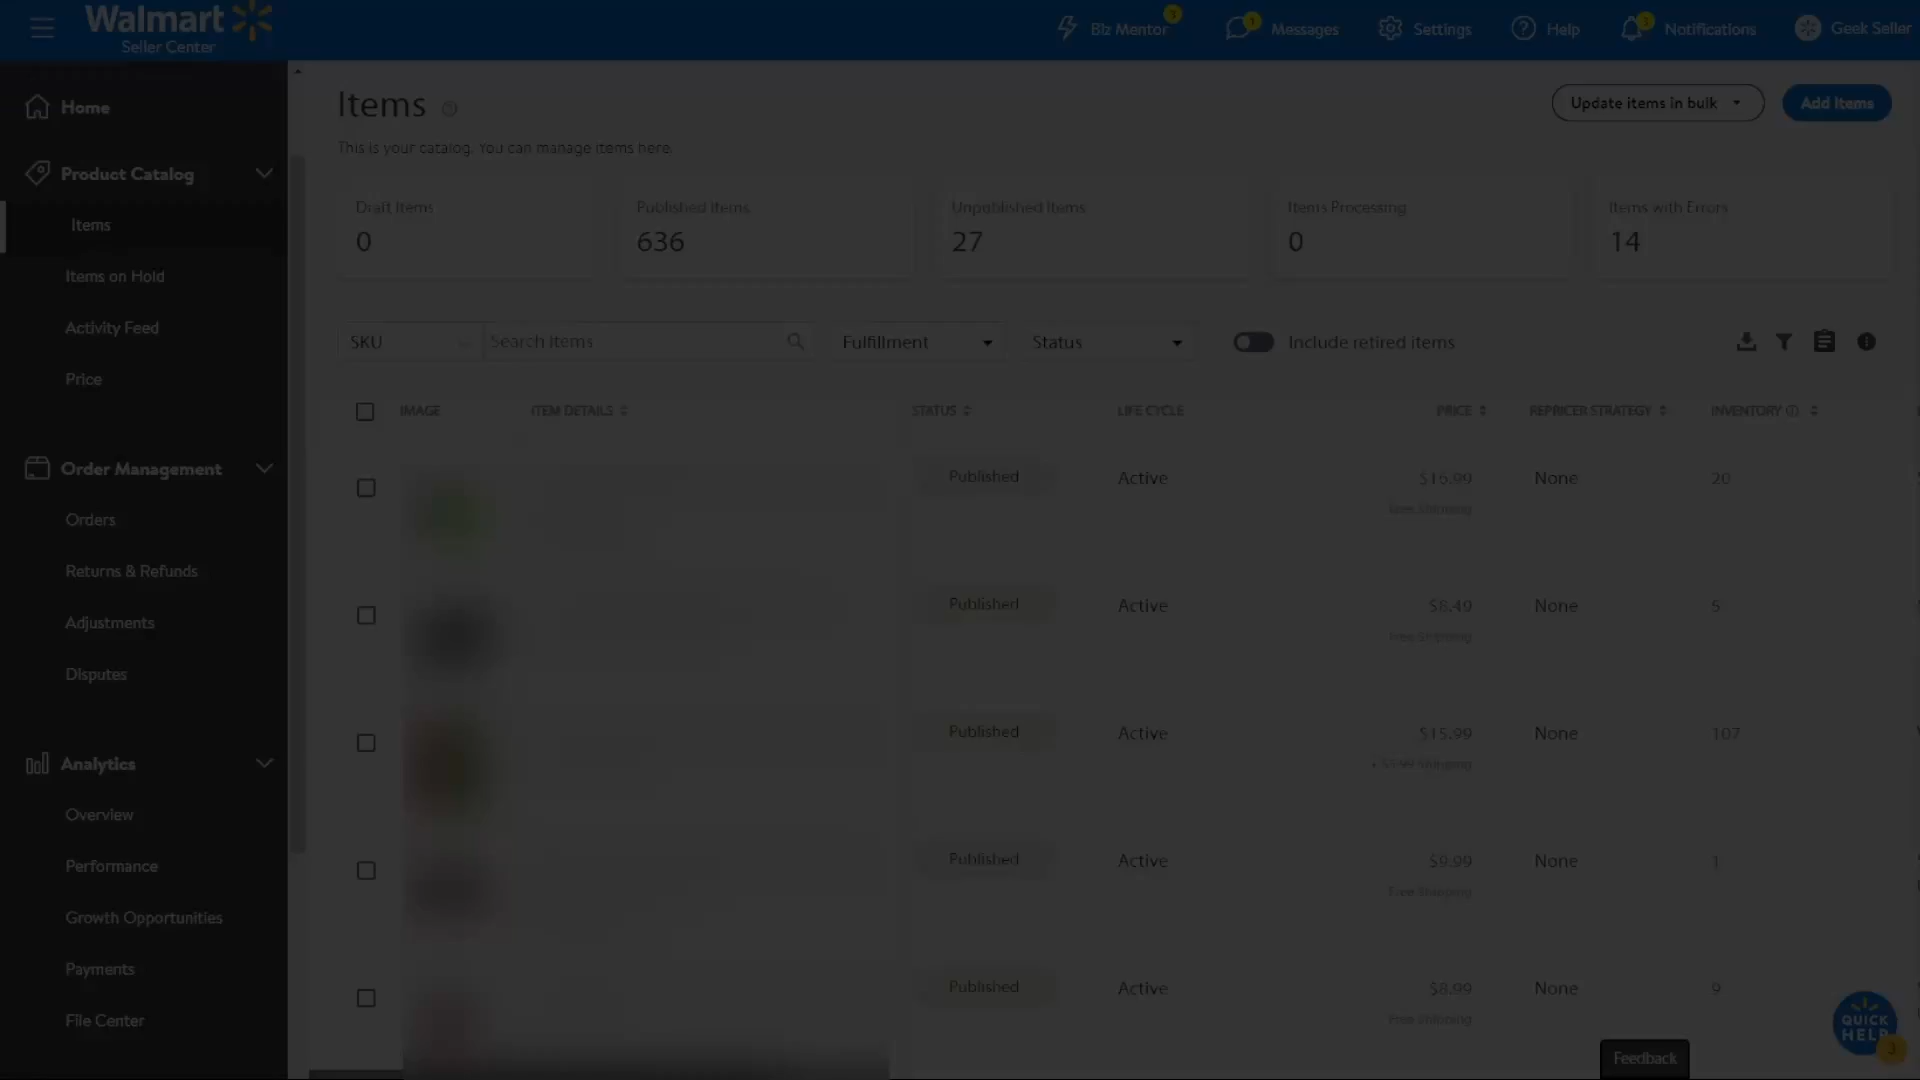 Walmart
Seller Center
Biz Mentor 3
1 Messages
Settings
Help
1 Notifications
Geek Seller
Home
Product Catalog
Items
Items on Hold
Activity Feed
Price
Order Management
Orders
Returns & Refunds
Adjustments
Disputes
Analytics
Overview
Performance
Growth Opportunities
Payments
File Center
Items
This is your catalog. You can manage items here.
Update items in bulk
Add Items
Draft Items
0
Published Items
636
Unpublished Items
27
Items Processing
0
Items with Errors
14
SKU
Search Items
Fulfillment
Status
Include retired items
IMAGE ITEM DETAILS STATUS LIFE CYCLE PRICE REPRICER STRATEGY INVENTORY
Published Active $16.99 None 20
Free Shipping
Published Active $8.49 None 5
Free Shipping
Published Active $15.99 None 107
Shipping
Published Active $9.99 None 1
Free Shipping
Published Active $8.99 None 9
Free Shipping
QUICK
HELP
3
Feedback